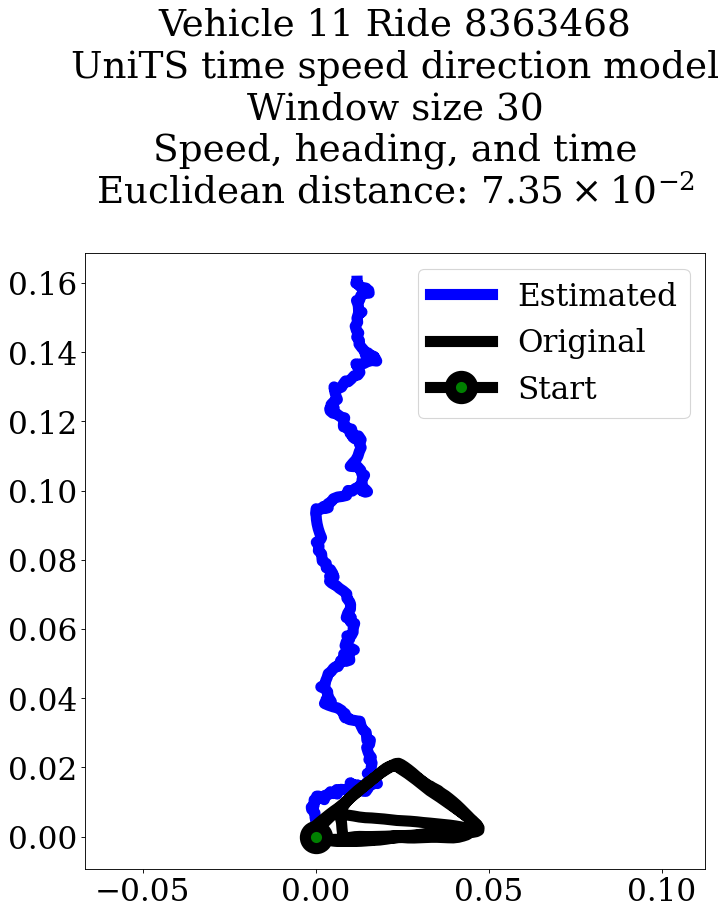 Vehicle 11 Ride 8363468
UniTS time speed direction model
Window size 30
Speed, heading, and time
Euclidean distance: 7.35 × 10⁻²
Estimated
Original
Start
0.16
0.14
0.12
0.10
0.08
0.06
0.04
0.02
0.00
−0.05 0.00 0.05 0.10